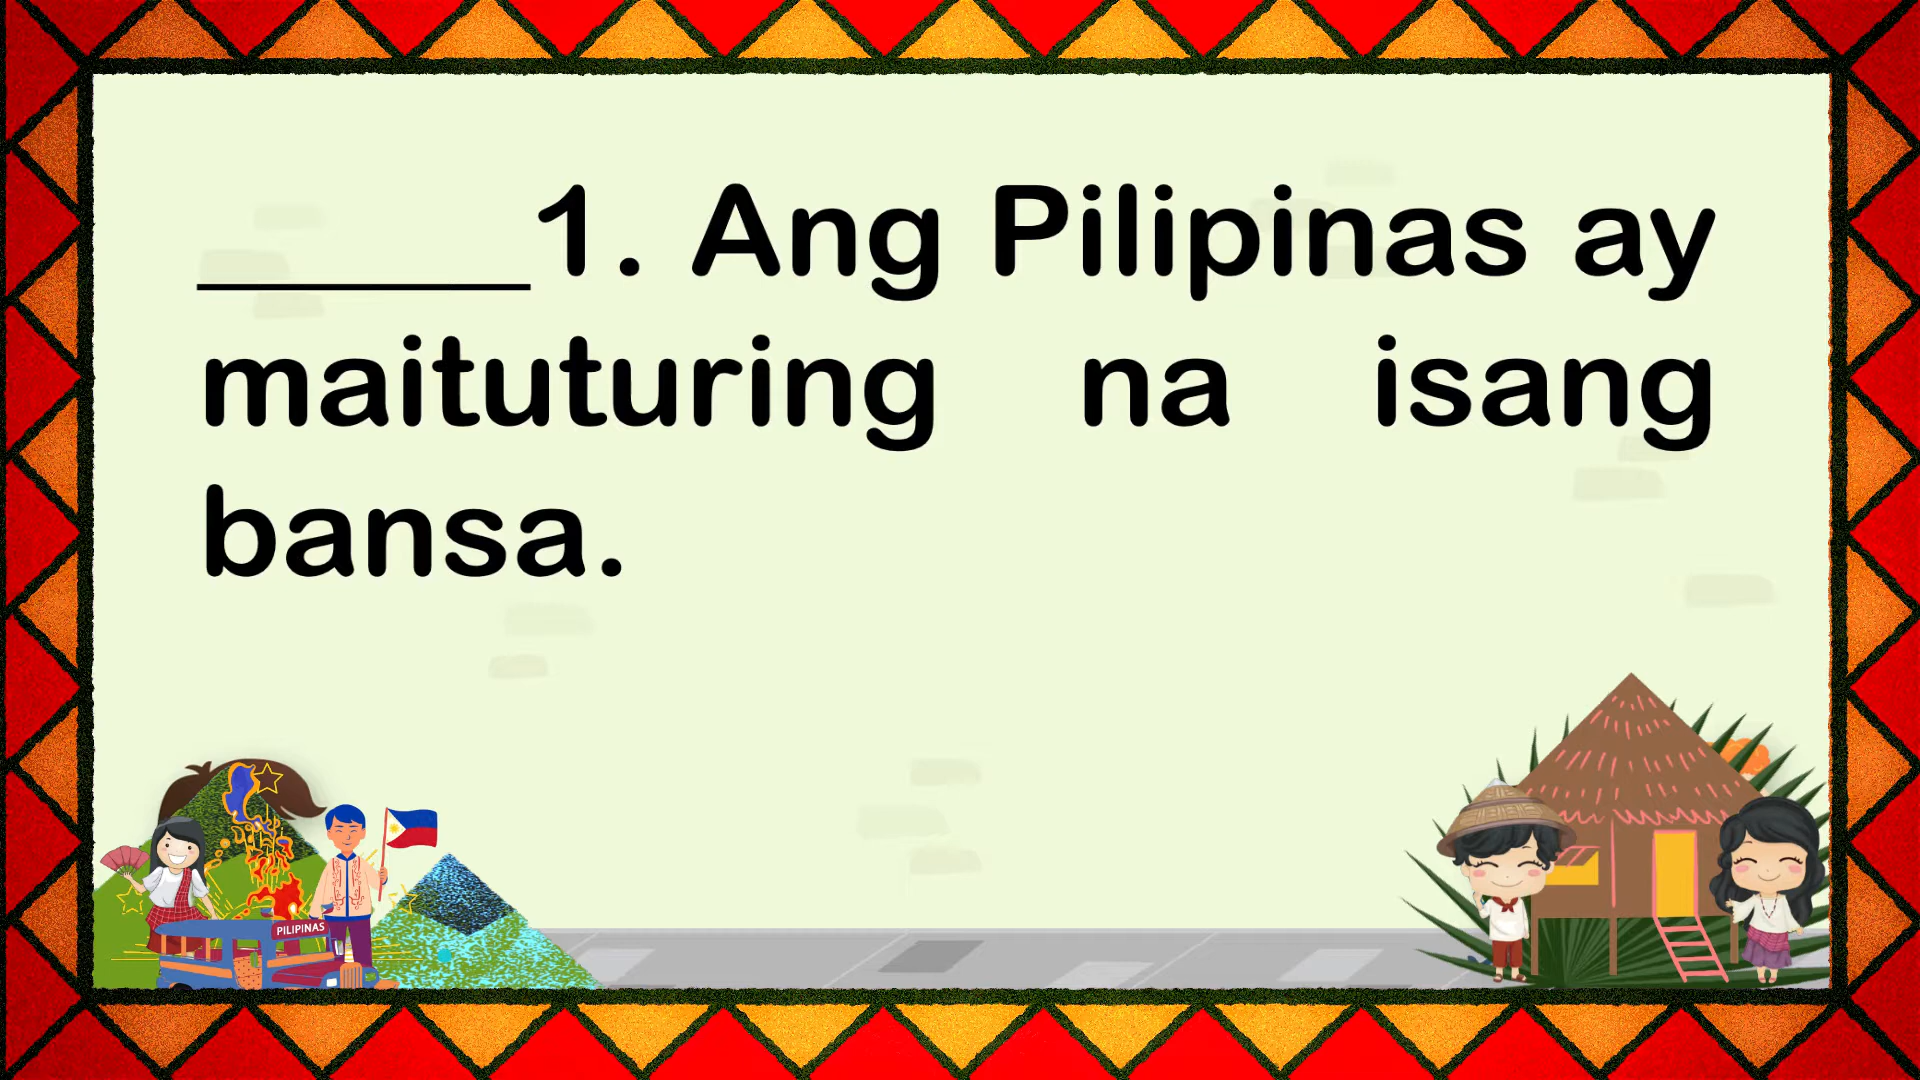 ______1. Ang Pilipinas ay
maituturing na isang
bansa.
PILIPINAS